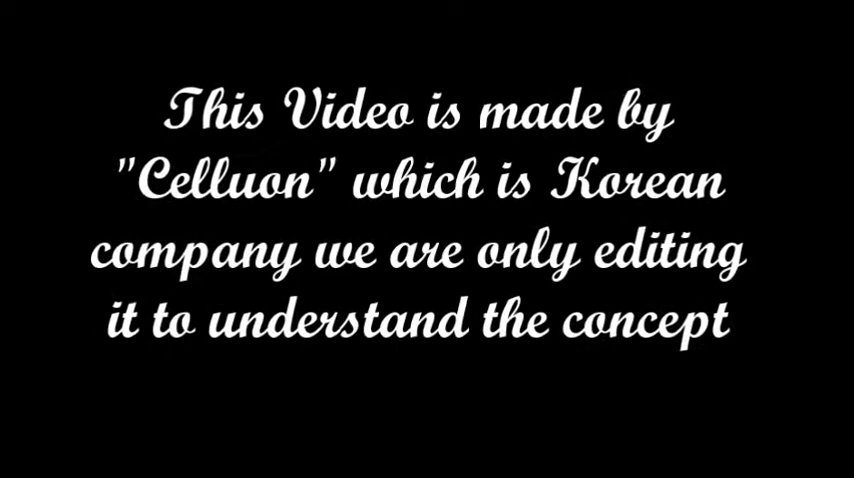 This Video is made by
"Celluon" which is Korean
company we are only editing
it to understand the concept